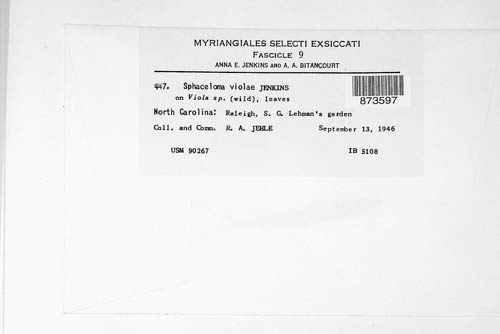 MYRIANGIALES SELECTI EXSICCATI
FASCICLE 9
ANNA E. JENKINS AND A. A. BITANCOURT
447. Sphaceloma violae JENKINS
on Viola sp. (wild), leaves
873597
North Carolina: Raleigh, S. G. Lehman's garden
Coll. and Comm. R. A. JEHLE September 13, 1946
USM 90267 IB 5108